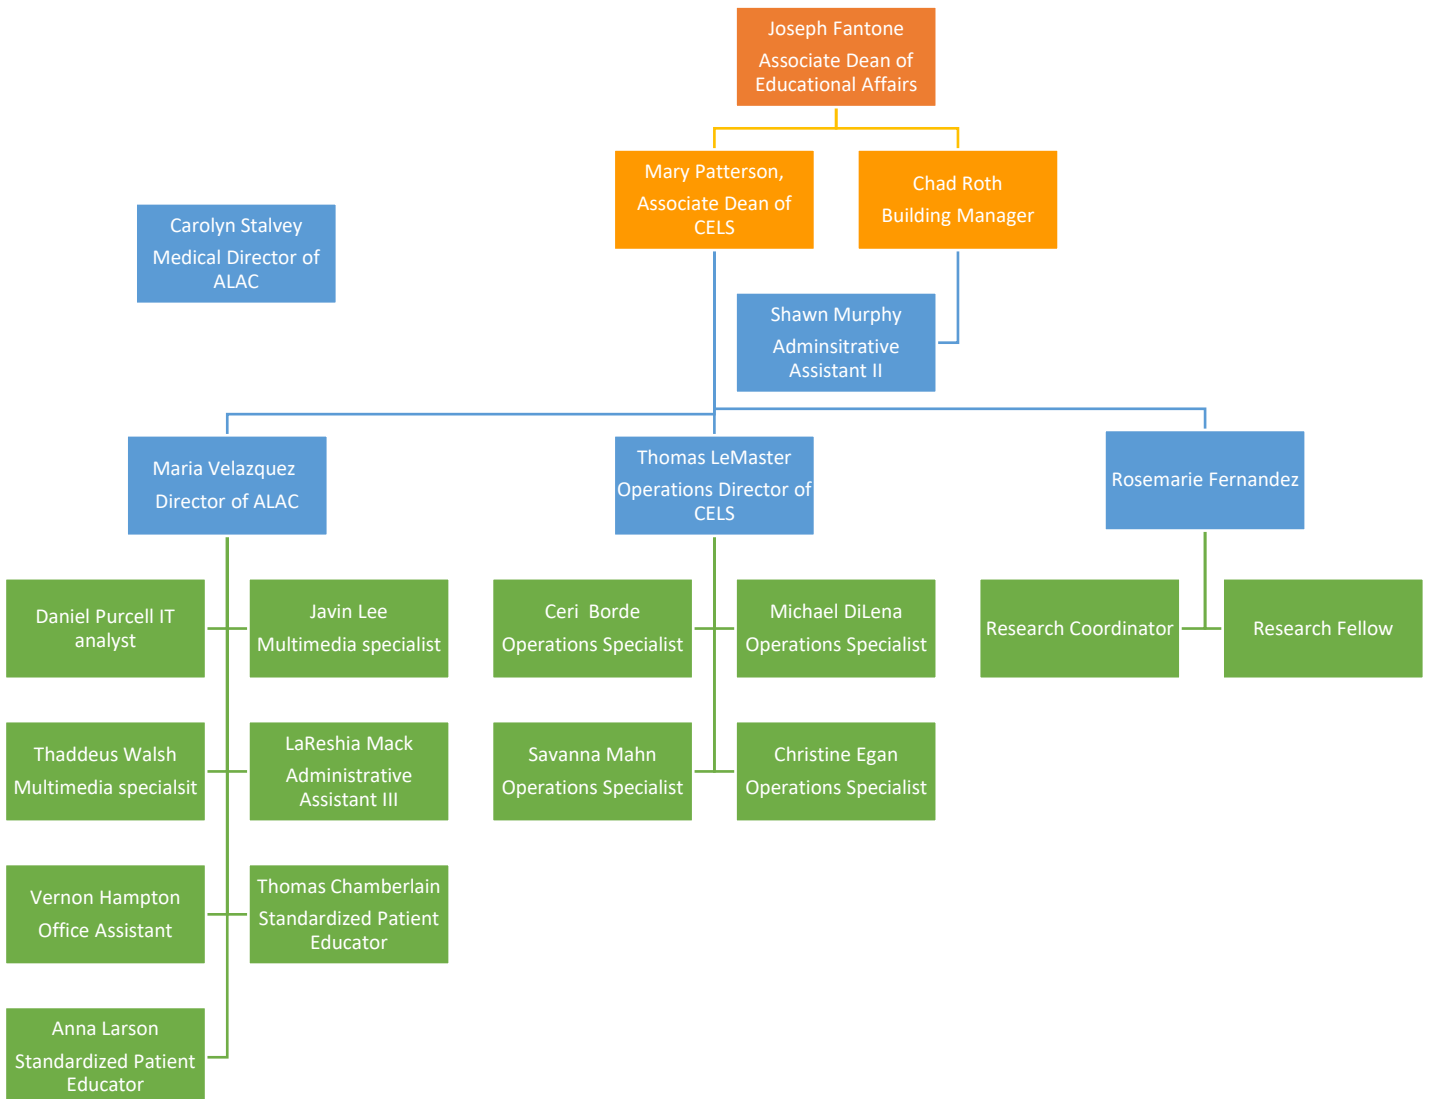 Joseph Fantone
Associate Dean of
Educational Affairs
Mary Patterson,
Associate Dean of
CELS
Chad Roth
Building Manager
Carolyn Stalvey
Medical Director of
ALAC
Shawn Murphy
Adminsitrative
Assistant II
Maria Velazquez
Director of ALAC
Thomas LeMaster
Operations Director of
CELS
Rosemarie Fernandez
Daniel Purcell IT
analyst
Javin Lee
Multimedia specialist
Ceri  Borde
Operations Specialist
Michael DiLena
Operations Specialist
Research Coordinator
Research Fellow
Thaddeus Walsh
Multimedia specialsit
LaReshia Mack
Administrative
Assistant III
Savanna Mahn
Operations Specialist
Christine Egan
Operations Specialist
Vernon Hampton
Office Assistant
Thomas Chamberlain
Standardized Patient
Educator
Anna Larson
Standardized Patient
Educator